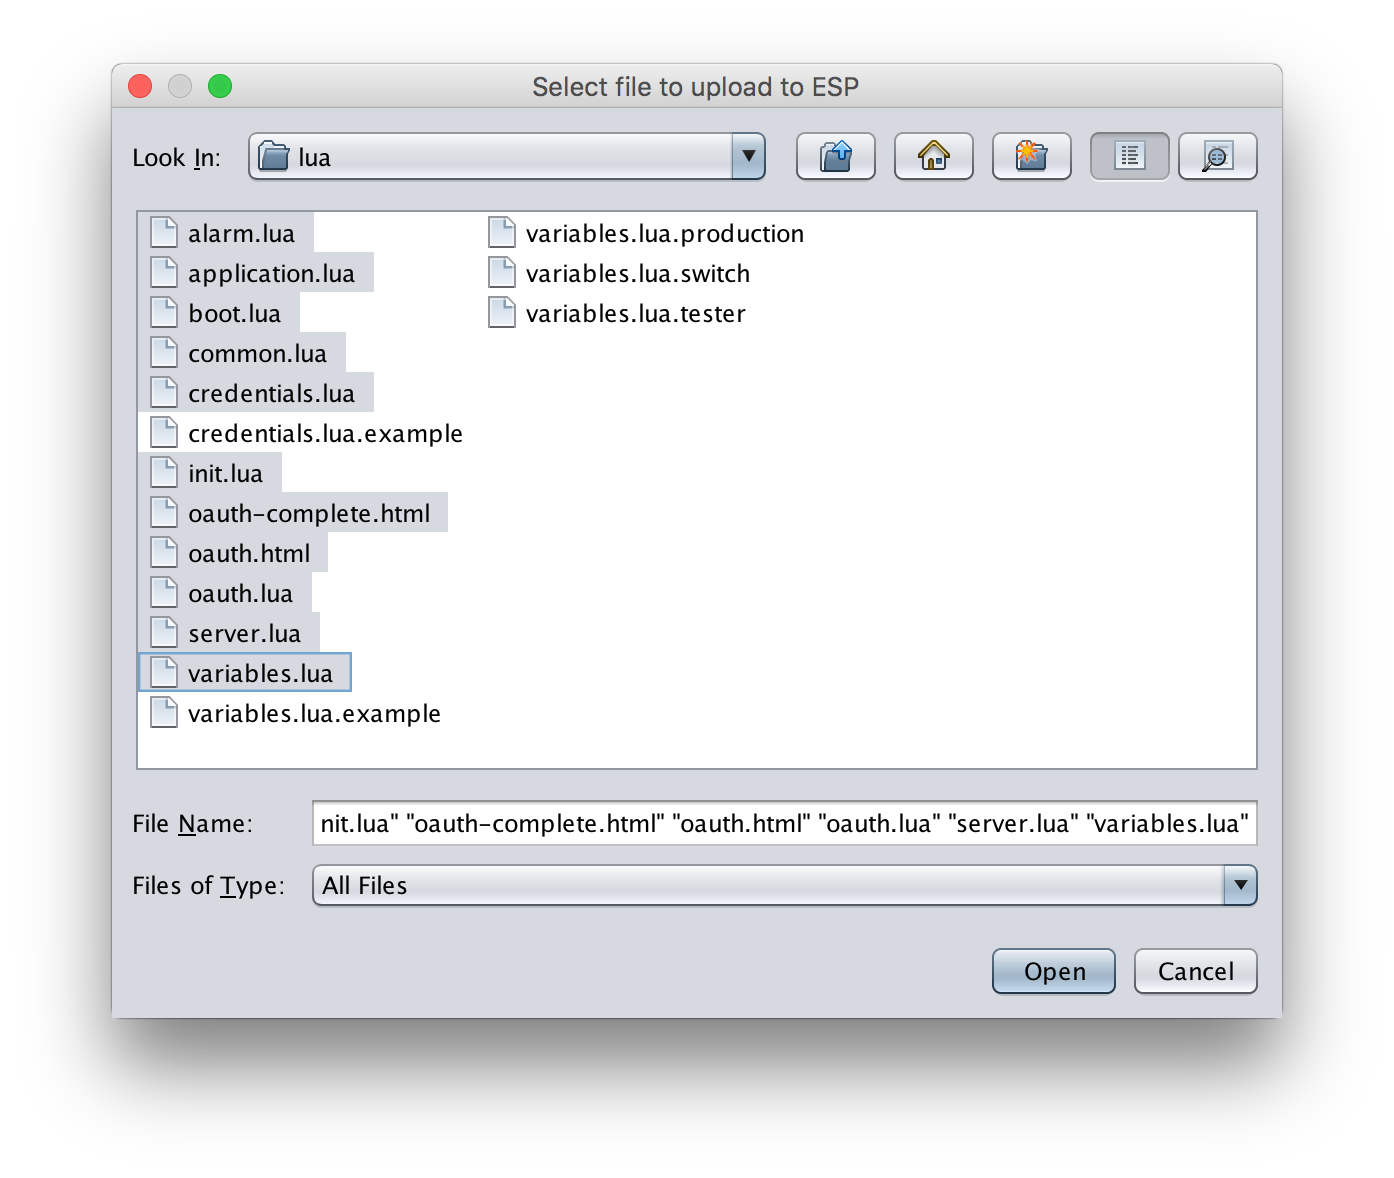 Select file to upload to ESP
Look In: lua
alarm.lua
application.lua
boot.lua
common.lua
credentials.lua
credentials.lua.example
init.lua
oauth-complete.html
oauth.html
oauth.lua
server.lua
variables.lua
variables.lua.example
variables.lua.production
variables.lua.switch
variables.lua.tester
File Name: nit.lua" "oauth-complete.html" "oauth.html" "oauth.lua" "server.lua" "variables.lua"
Files of Type: All Files
Open Cancel